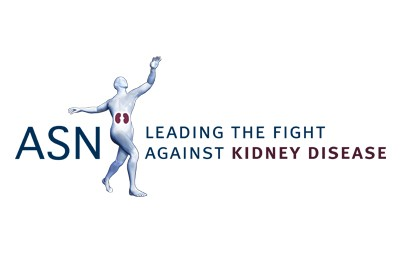 ASN
LEADING THE FIGHT
AGAINST KIDNEY DISEASE